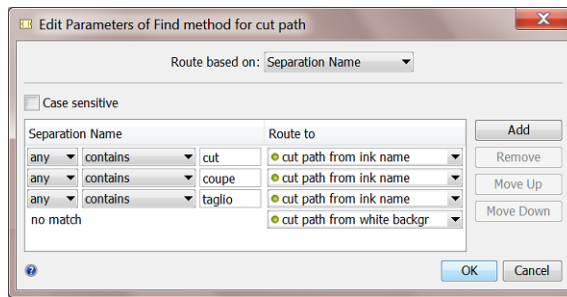 Edit Parameters of Find method for cut path
Route based on: Separation Name
Case sensitive
Separation Name Route to
any contains cut cut path from ink name
any contains coupe cut path from ink name
any contains taglio cut path from ink name
no match cut path from white backgr
Add
Remove
Move Up
Move Down
OK Cancel